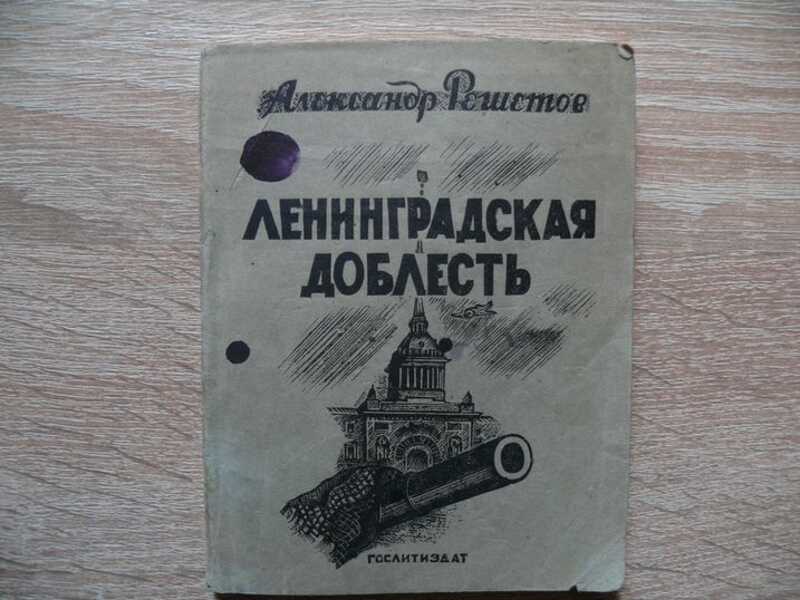 Александр Решетов
ЛЕНИНГРАДСКАЯ
ДОБЛЕСТЬ
ГОСЛИТИЗДАТ